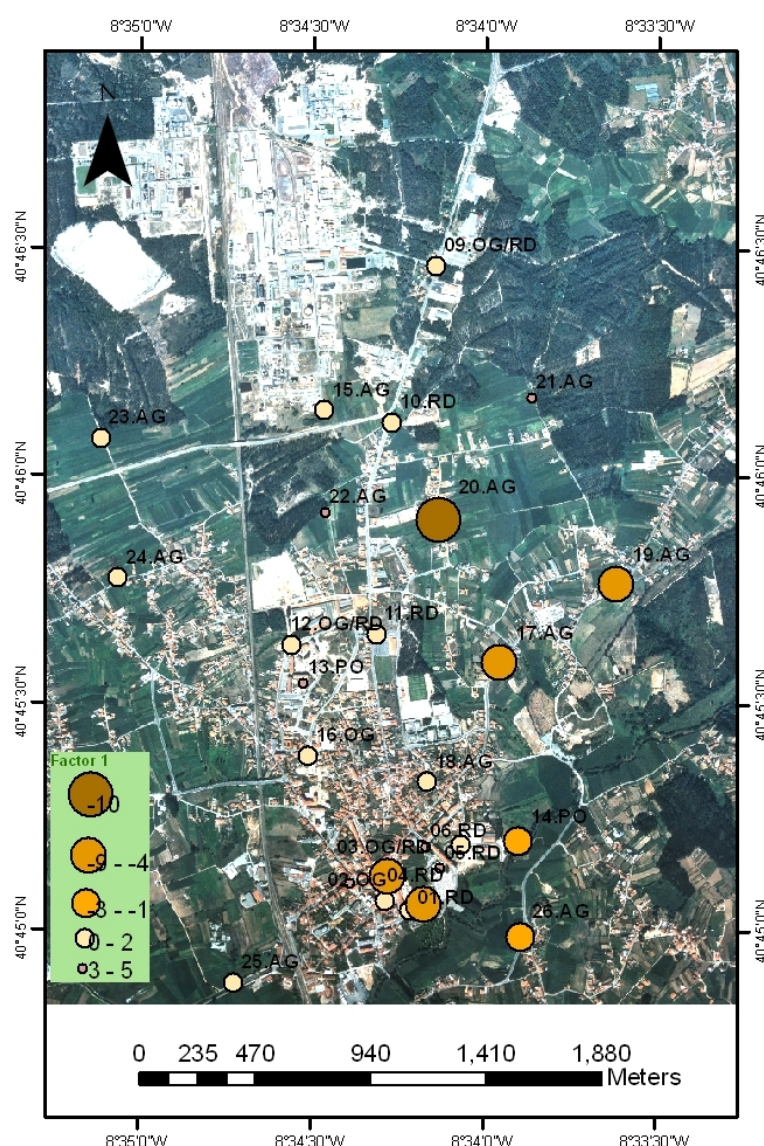 8°35'0"W 8°34'30"W 8°34'0"W 8°33'30"W
N
40°46'30"N 40°46'30"N
09.OG/RD
15.AG
10.RD
21.AG
23.AG
40°46'0"N 40°46'0"N
20.AG
22.AG
24.AG
19.AG
12.OG/RD
11.RD
17.AG
13.PO
40°45'30"N 40°45'30"N
16.OG
18.AG
Factor 1
-10
-9 - -4
-3 - -1
0 - 2
3 - 5
14.PO
06.RD
03.OG/RD
05.RD
04.RD
02.OG
01.RD
26.AG
40°45'0"N 40°45'0"N
25.AG
0 235 470 940 1,410 1,880
Meters
8°35'0"W 8°34'30"W 8°34'0"W 8°33'30"W